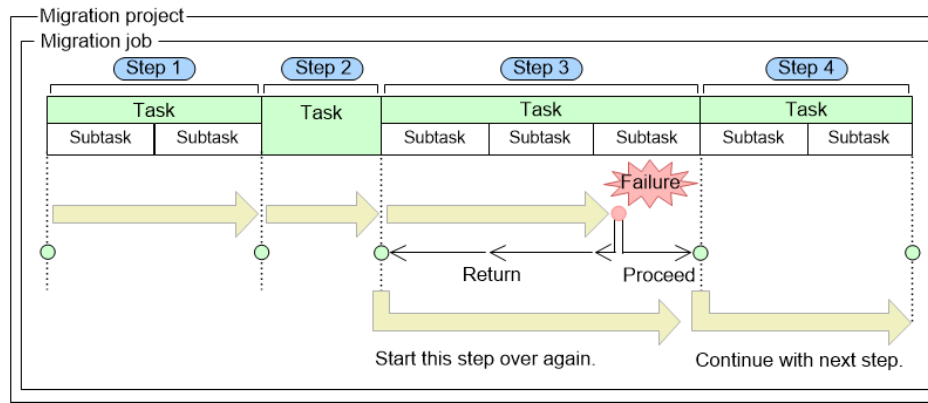 Migration project
Migration job
Step 1 Step 2 Step 3 Step 4
Task Task Task Task
Subtask Subtask Subtask Subtask Subtask Subtask Subtask
Failure
Return Proceed
Start this step over again. Continue with next step.